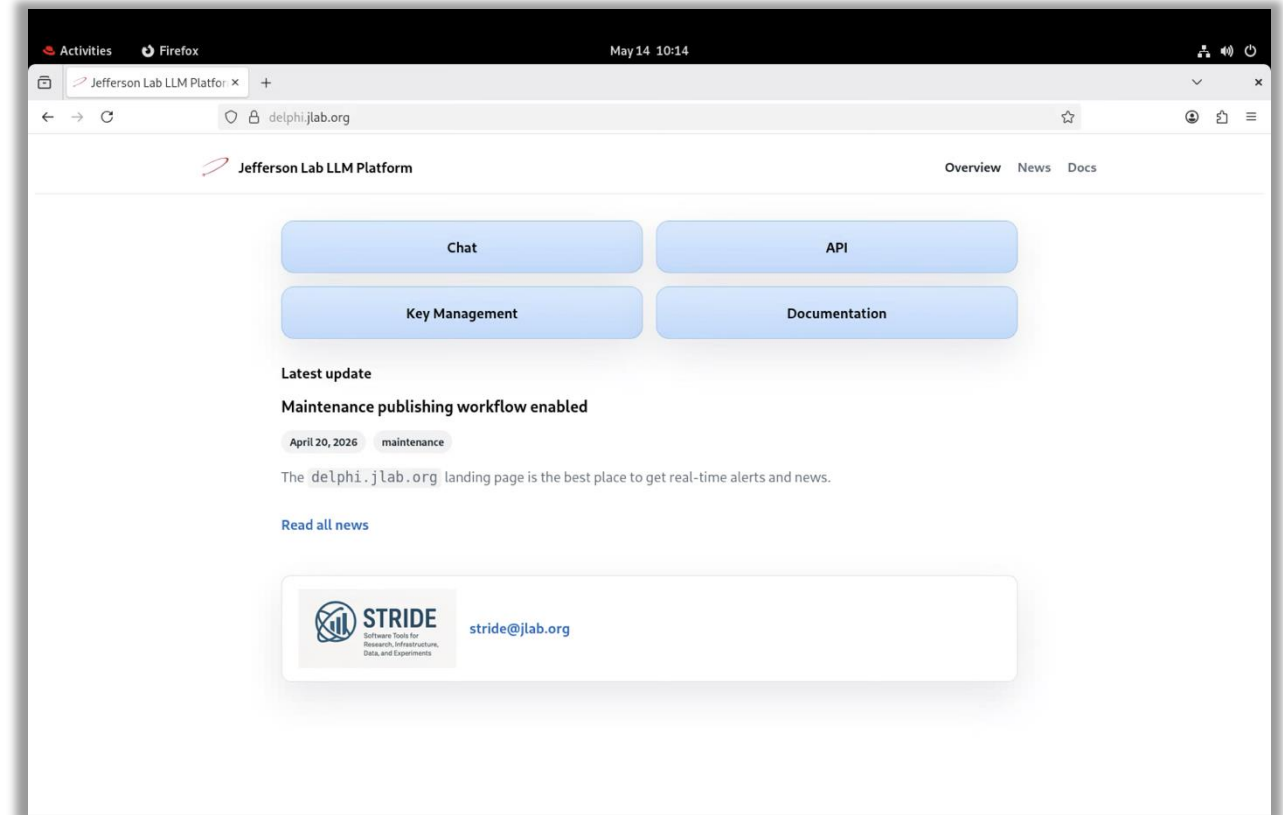 Activities Firefox May 14 10:14
Jefferson Lab LLM Platfor
delphi.jlab.org
Jefferson Lab LLM Platform Overview News Docs
Chat API
Key Management Documentation
Latest update
Maintenance publishing workflow enabled
April 20, 2026 maintenance
The delphi.jlab.org landing page is the best place to get real-time alerts and news.
Read all news
STRIDE
Software Tools for
Research, Infrastructure,
Data, and Experiments
stride@jlab.org